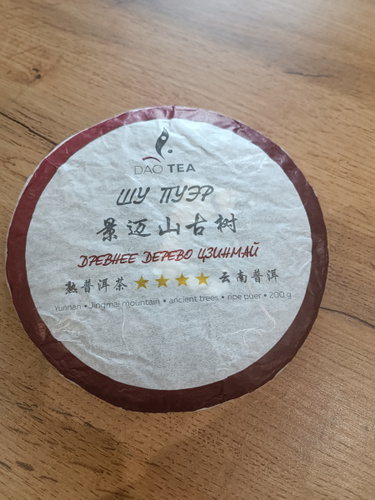 DAO TEA
ШУ ПУЭР
景迈山古树
ДРЕВНЕЕ ДЕРЕВО ЦЗИНМАЙ
熟普洱茶 ★★★★ 云南普洱
Yunnan • Jingmai mountain • ancient trees • ripe puer • 200 g